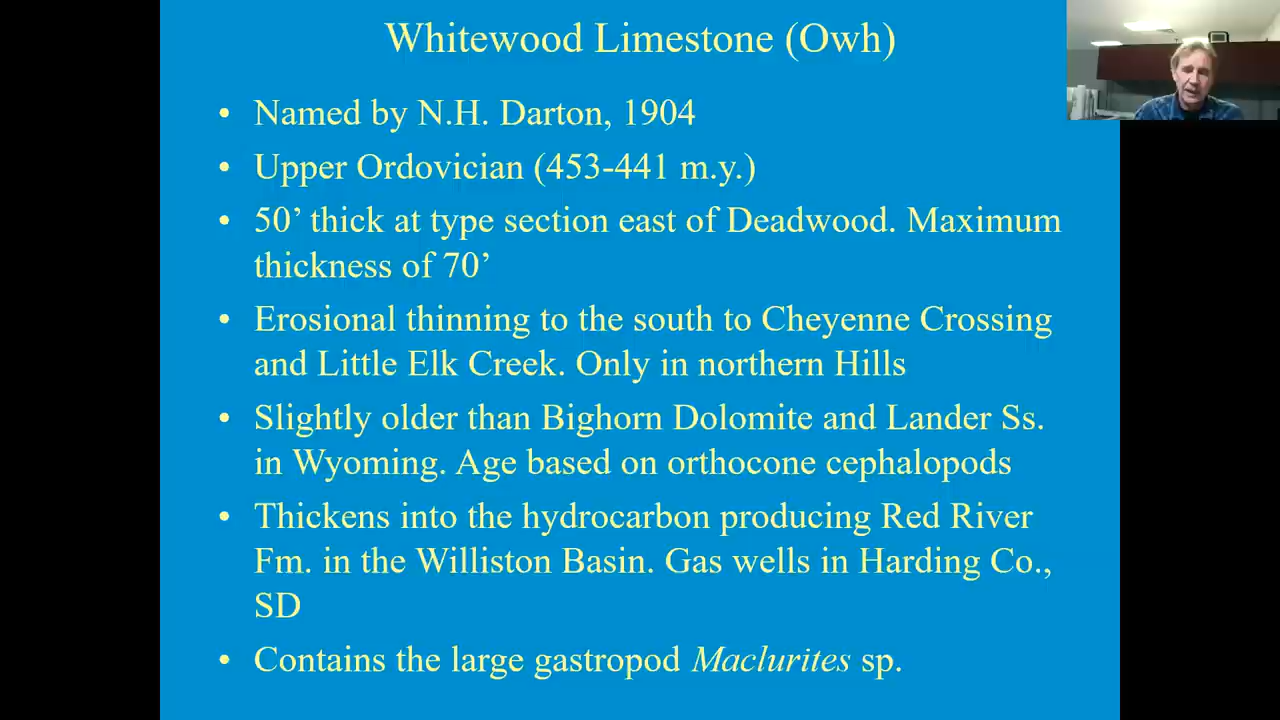 Whitewood Limestone (Owh)
• Named by N.H. Darton, 1904
• Upper Ordovician (453-441 m.y.)
• 50’ thick at type section east of Deadwood. Maximum
thickness of 70’
• Erosional thinning to the south to Cheyenne Crossing
and Little Elk Creek. Only in northern Hills
• Slightly older than Bighorn Dolomite and Lander Ss.
in Wyoming. Age based on orthocone cephalopods
• Thickens into the hydrocarbon producing Red River
Fm. in the Williston Basin. Gas wells in Harding Co.,
SD
• Contains the large gastropod Maclurites sp.